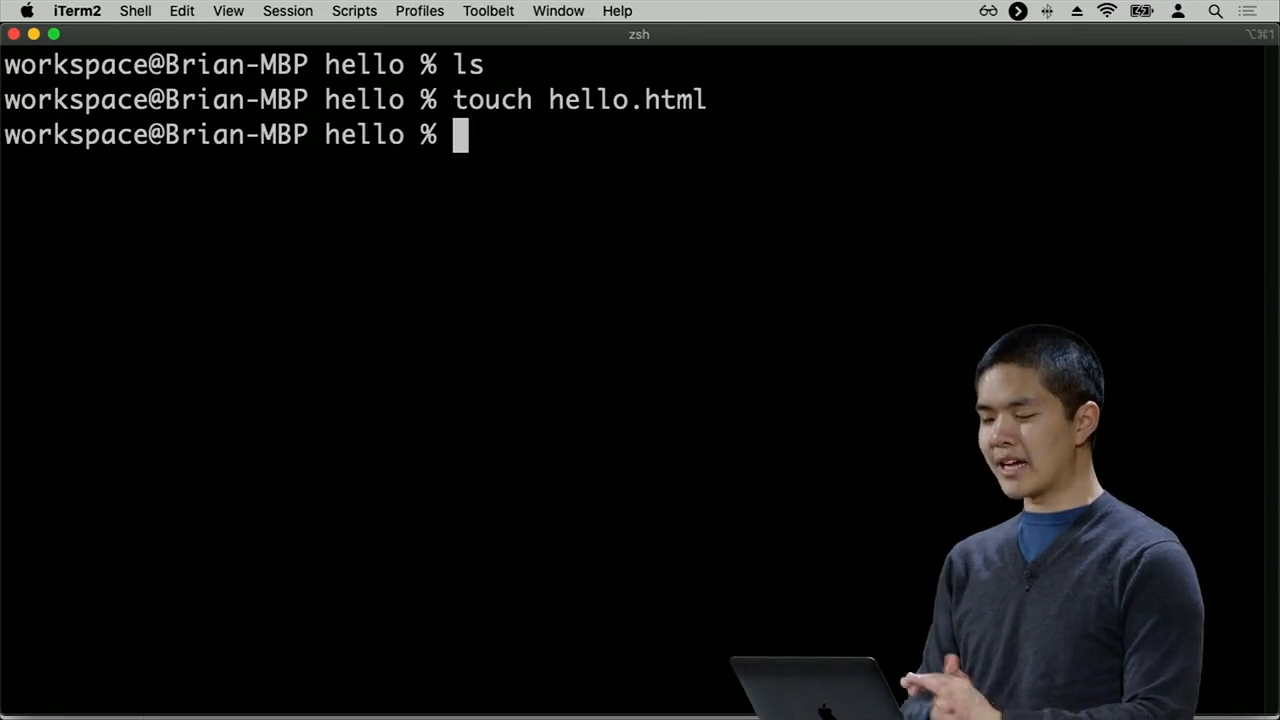 iTerm2 Shell Edit View Session Scripts Profiles Toolbelt Window Help
zsh ⌥⌘1
workspace@Brian-MBP hello % ls
workspace@Brian-MBP hello % touch hello.html
workspace@Brian-MBP hello %